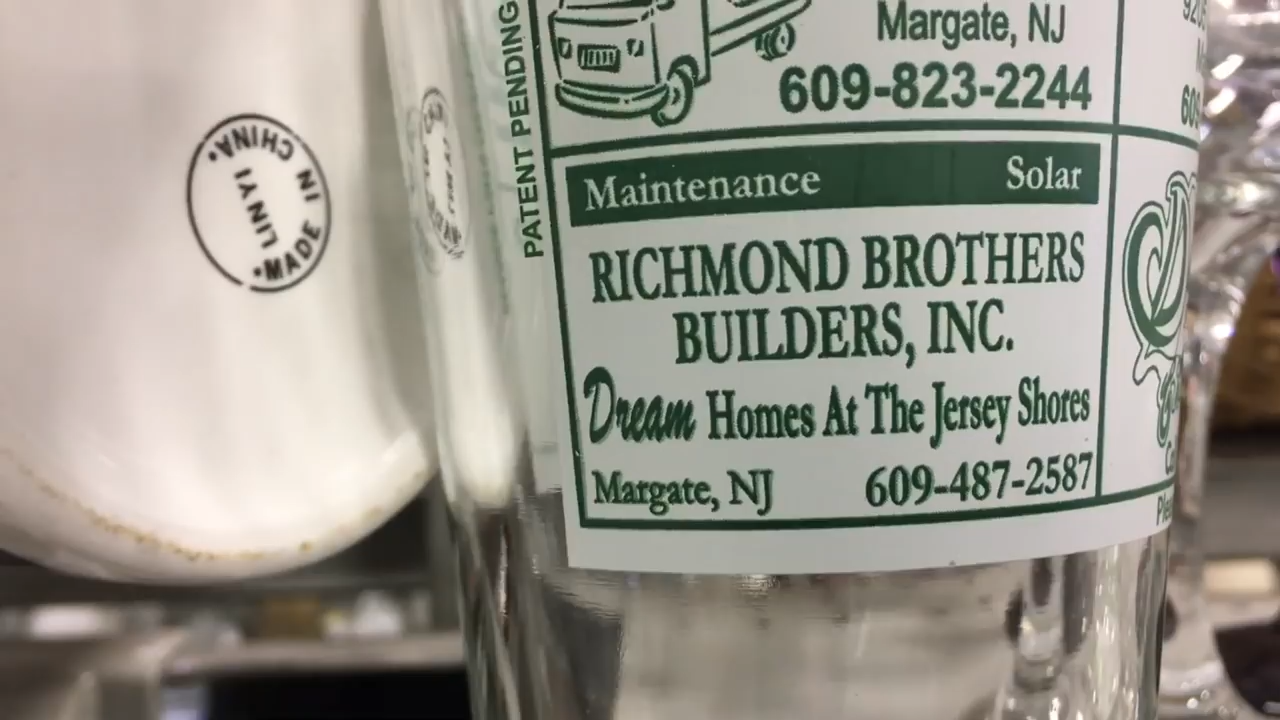 MADE IN CHINA.
LINYI
PATENT PENDING
Margate, NJ
609-823-2244
Maintenance Solar
RICHMOND BROTHERS
BUILDERS, INC.
Dream Homes At The Jersey Shores
Margate, NJ 609-487-2587